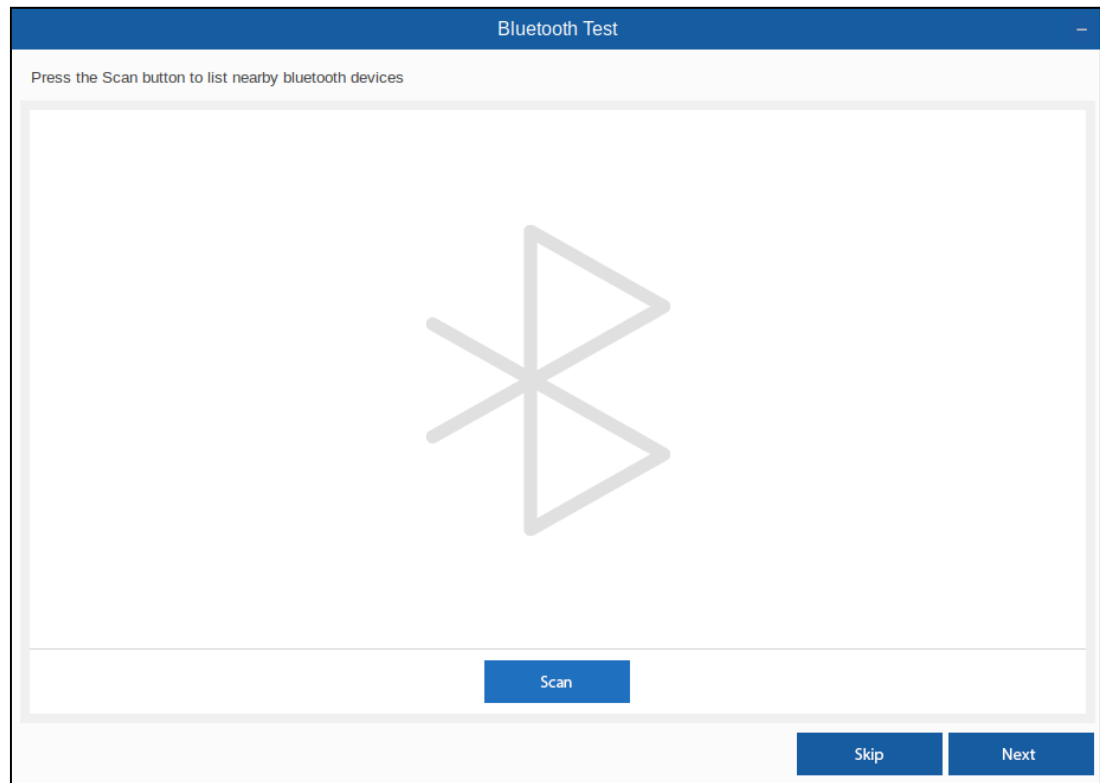 Bluetooth Test
Press the Scan button to list nearby bluetooth devices
Scan
Skip
Next